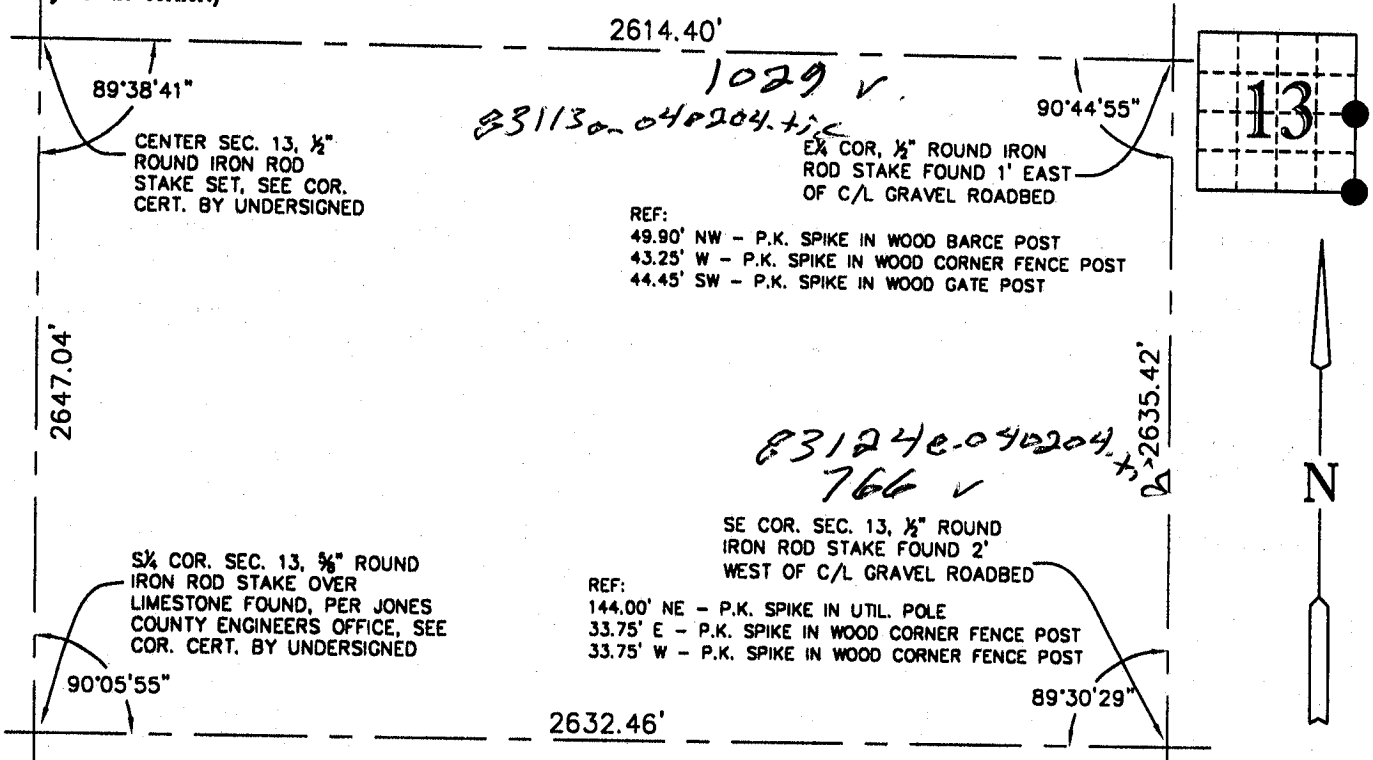 2614.40'
1029 v.
83113a-040204.tic
89°38'41"
90°44'55"
13
CENTER SEC. 13, ½"
ROUND IRON ROD
STAKE SET, SEE COR.
CERT. BY UNDERSIGNED
E¼ COR, ½" ROUND IRON
ROD STAKE FOUND 1' EAST
OF C/L GRAVEL ROADBED
REF:
49.90' NW – P.K. SPIKE IN WOOD BARCE POST
43.25' W – P.K. SPIKE IN WOOD CORNER FENCE POST
44.45' SW – P.K. SPIKE IN WOOD GATE POST
2647.04'
2635.42'
N
83124e-040204
766 v
SE COR. SEC. 13, ½" ROUND
IRON ROD STAKE FOUND 2'
WEST OF C/L GRAVEL ROADBED
S¼ COR. SEC. 13, ⅝" ROUND
IRON ROD STAKE OVER
LIMESTONE FOUND, PER JONES
COUNTY ENGINEERS OFFICE, SEE
COR. CERT. BY UNDERSIGNED
REF:
144.00' NE – P.K. SPIKE IN UTIL. POLE
33.75' E – P.K. SPIKE IN WOOD CORNER FENCE POST
33.75' W – P.K. SPIKE IN WOOD CORNER FENCE POST
90°05'55"
89°30'29"
2632.46'